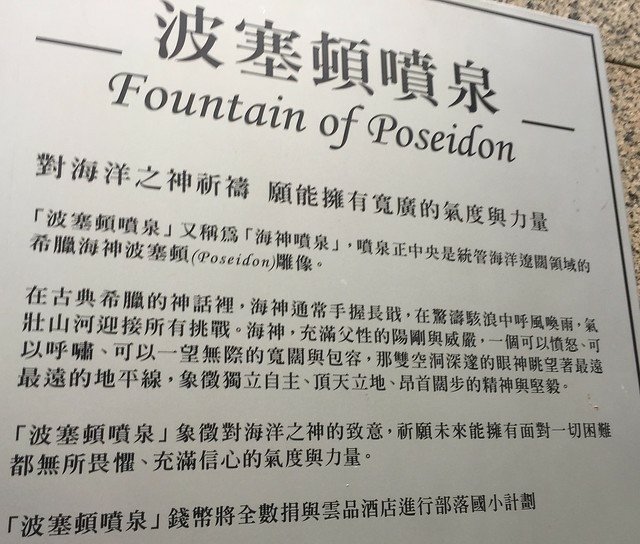 波塞頓噴泉
Fountain of Poseidon
對海洋之神祈禱 願能擁有寬廣的氣度與力量
「波塞頓噴泉」又稱為「海神噴泉」，噴泉正中央是統管海洋遼闊領域的
希臘海神波塞頓(Poseidon)雕像。
在古典希臘的神話裡，海神通常手握長戟，在驚濤駭浪中呼風喚雨，氣
壯山河迎接所有挑戰。海神，充滿父性的陽剛與威嚴，一個可以憤怒、可
以呼嘯、可以一望無際的寬闊與包容，那雙空洞深邃的眼神眺望著最遠
最遠的地平線，象徵獨立自主、頂天立地、昂首闊步的精神與堅毅。
「波塞頓噴泉」象徵對海洋之神的致意，祈願未來能擁有面對一切困難
都無所畏懼、充滿信心的氣度與力量。
「波塞頓噴泉」錢幣將全數捐與雲品酒店進行部落國小計劃